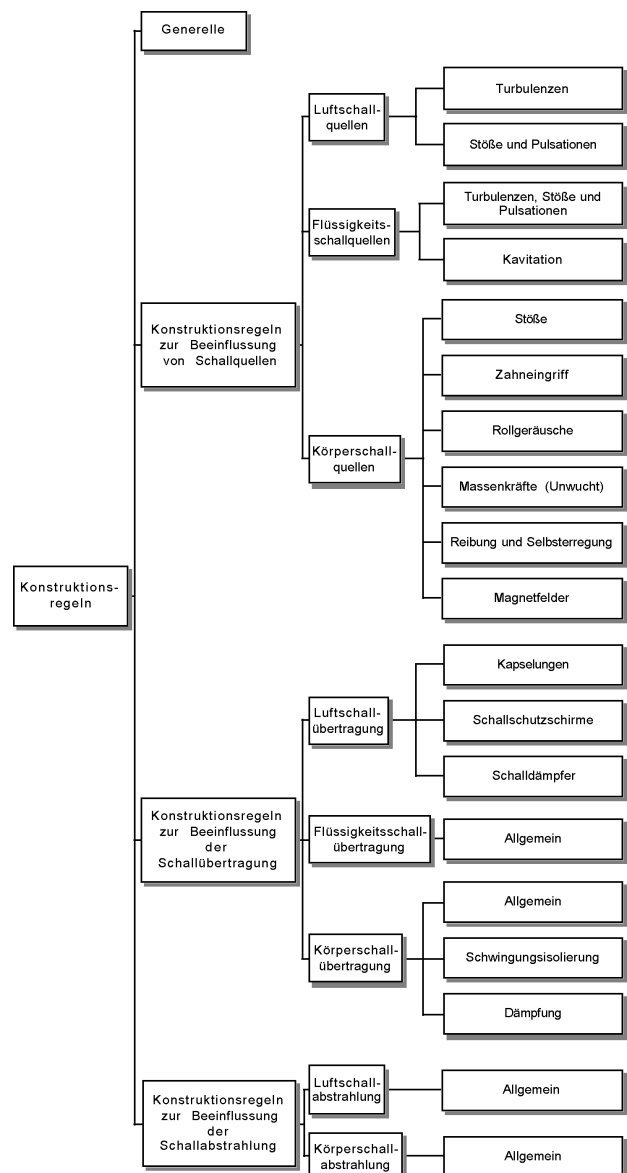 Generelle
Luftschall-
quellen
Turbulenzen
Stöße und Pulsationen
Flüssigkeits-
schallquellen
Turbulenzen, Stöße und
Pulsationen
Kavitation
Konstruktionsregeln
zur Beeinflussung
von Schallquellen
Körperschall-
quellen
Stöße
Zahneingriff
Rollgeräusche
Massenkräfte (Unwucht)
Reibung und Selbsterregung
Magnetfelder
Konstruktions-
regeln
Luftschall-
übertragung
Kapselungen
Schallschutzschirme
Schalldämpfer
Konstruktionsregeln
zur Beeinflussung
der
Schallübertragung
Flüssigkeitsschall-
übertragung
Allgemein
Körperschall-
übertragung
Allgemein
Schwingungsisolierung
Dämpfung
Konstruktionsregeln
zur Beeinflussung
der
Schallabstrahlung
Luftschall-
abstrahlung
Allgemein
Körperschall-
abstrahlung
Allgemein